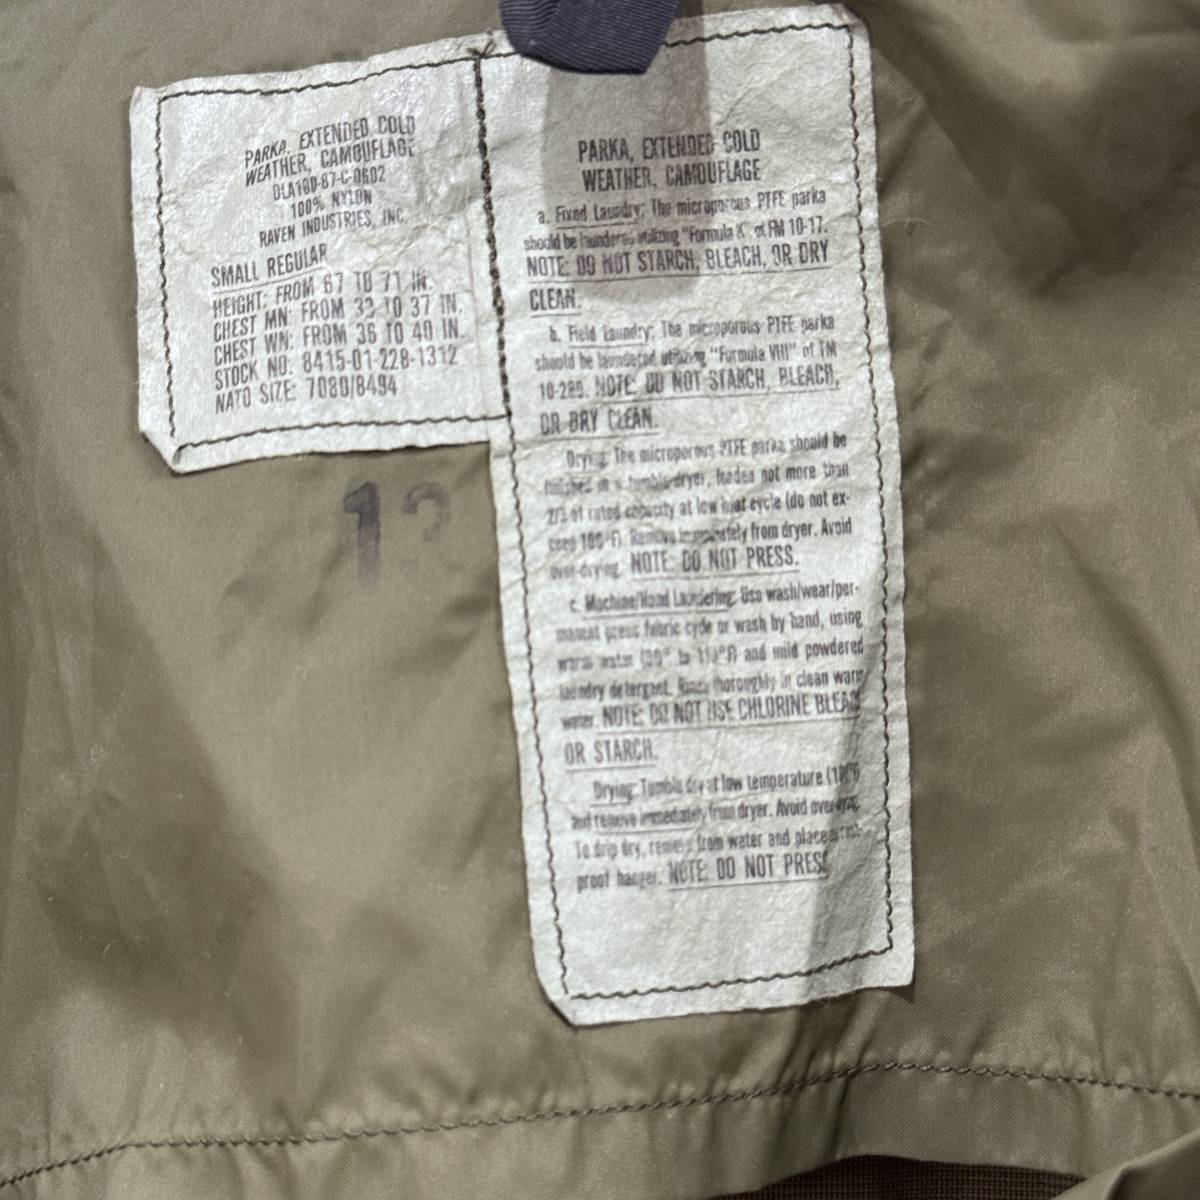 PARKA, EXTENDED COLD
WEATHER, CAMOUFLAGE
DLA100-87-C-0602
100% NYLON
RAVEN INDUSTRIES, INC.
SMALL REGULAR
HEIGHT: FROM 67 TO 71 IN.
CHEST MN: FROM 33 TO 37 IN.
CHEST WN: FROM 36 TO 40 IN.
STOCK NO: 8415-01-228-1312
NATO SIZE: 7080/8494
PARKA, EXTENDED COLD
WEATHER, CAMOUFLAGE
a. Fixed Laundry: The microporous PTFE parka
should be laundered utilizing "Formula K" of FM 10-17.
NOTE: DO NOT STARCH, BLEACH, OR DRY
CLEAN.
b. Field Laundry: The microporous PTFE parka
should be laundered utilizing "Formula VIII" of TM
10-280. NOTE: DO NOT STARCH, BLEACH,
OR DRY CLEAN.
Drying: The microporous PTFE parka should be
finished in a tumble dryer, loaded not more than
2/3 of rated capacity at low heat cycle (do not ex-
ceed 100°F). Remove immediately from dryer. Avoid
over-drying. NOTE: DO NOT PRESS.
c. Machine/Hand Laundering: Use wash/wear/per-
manent press fabric cycle or wash by hand, using
warm water (90° to 110°F) and mild powdered
laundry detergent. Rinse thoroughly in clean warm
water. NOTE: DO NOT USE CHLORINE BLEACH
OR STARCH.
Drying: Tumble dry at low temperature
and remove immediately from dryer. Avoid overdrying.
To drip dry, remove from water and place rust-
proof hanger. NOTE: DO NOT PRESS
12